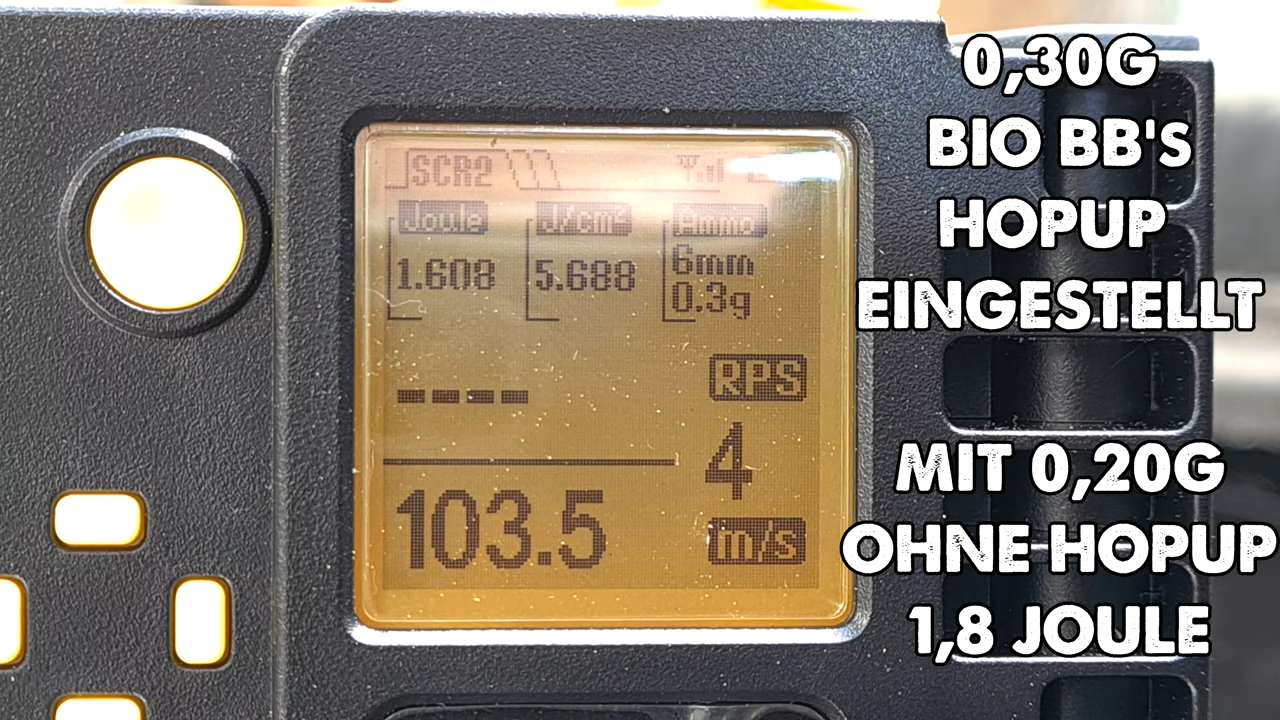 SCR2
Joule J/cm² Ammo
1.608 5.688 6mm
0.3g
---- RPS
4
103.5 m/s
0,30G
BIO BB'S
HOPUP
EINGESTELLT
MIT 0,20G
OHNE HOPUP
1,8 JOULE